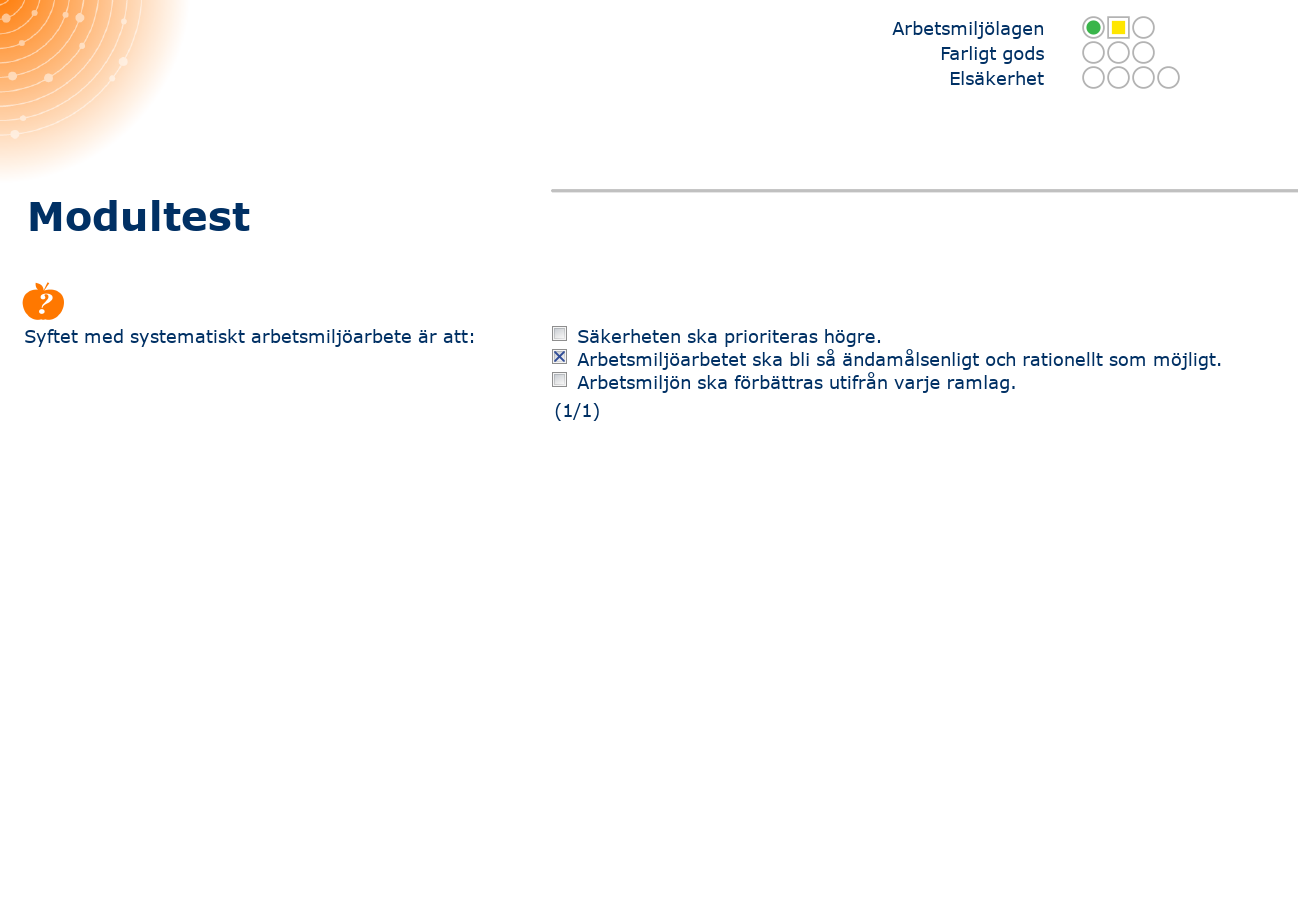 Arbetsmiljölagen
Farligt gods
Elsäkerhet
Modultest
?
Syftet med systematiskt arbetsmiljöarbete är att:
Säkerheten ska prioriteras högre.
Arbetsmiljöarbetet ska bli så ändamålsenligt och rationellt som möjligt.
Arbetsmiljön ska förbättras utifrån varje ramlag.
(1/1)